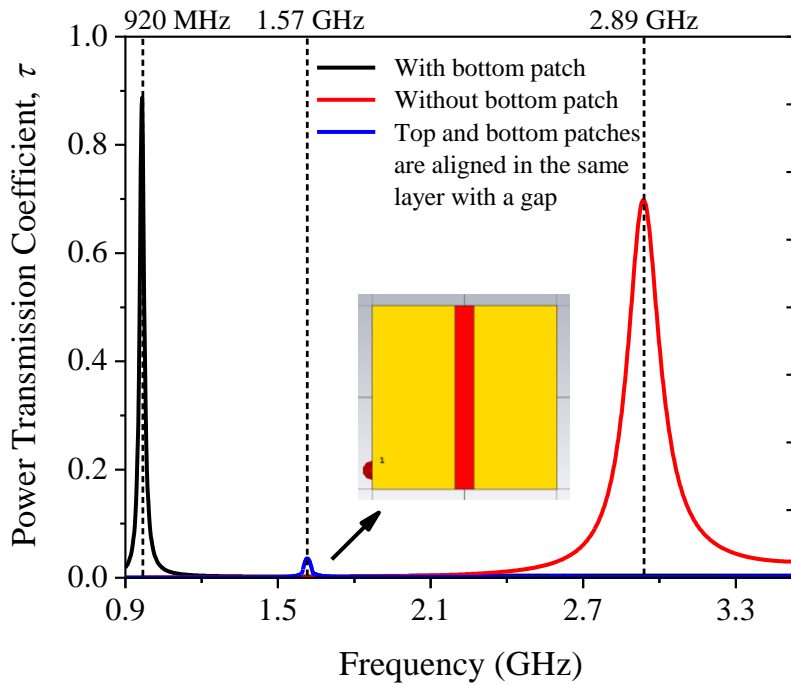 920 MHz 1.57 GHz 2.89 GHz
Power Transmission Coefficient, τ
1.0
0.8
0.6
0.4
0.2
0.0
With bottom patch
Without bottom patch
Top and bottom patches
are aligned in the same
layer with a gap
1
0.9 1.5 2.1 2.7 3.3
Frequency (GHz)